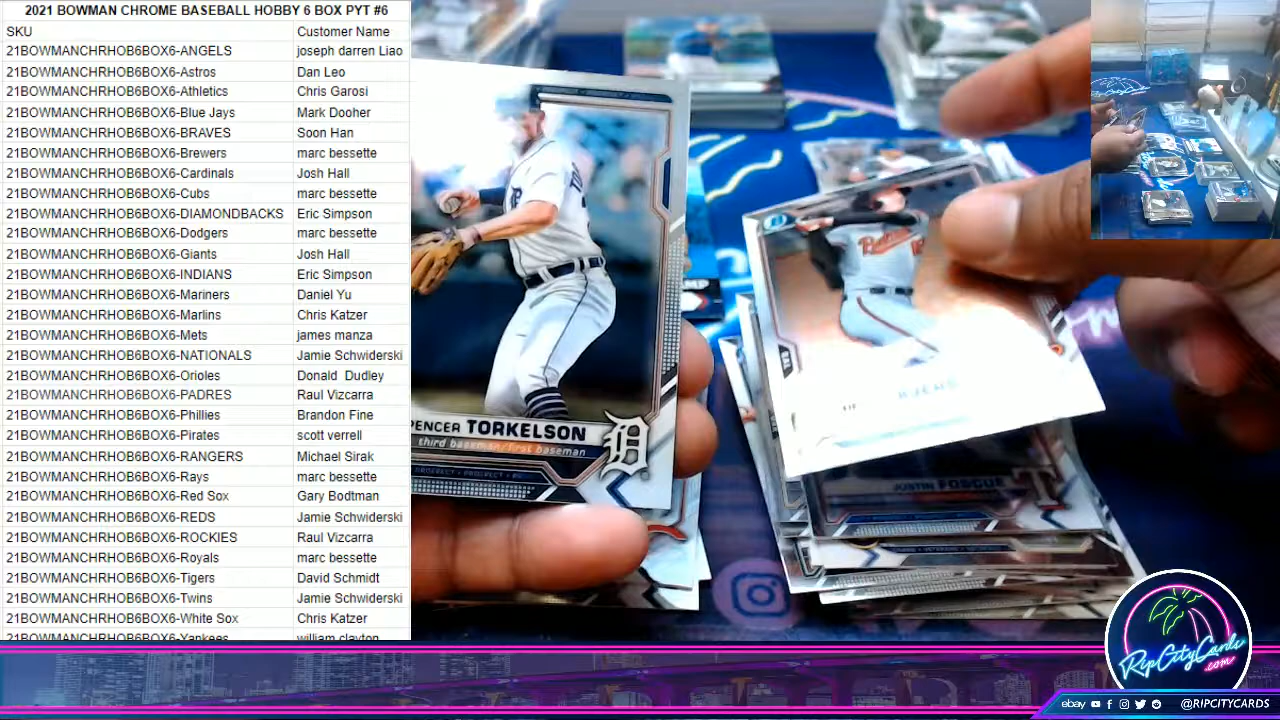 2021 BOWMAN CHROME BASEBALL HOBBY 6 BOX PYT #6
SKU Customer Name
21BOWMANCHRHOB6BOX6-ANGELS joseph darren Liao
21BOWMANCHRHOB6BOX6-Astros Dan Leo
21BOWMANCHRHOB6BOX6-Athletics Chris Garosi
21BOWMANCHRHOB6BOX6-Blue Jays Mark Dooher
21BOWMANCHRHOB6BOX6-BRAVES Soon Han
21BOWMANCHRHOB6BOX6-Brewers marc bessette
21BOWMANCHRHOB6BOX6-Cardinals Josh Hall
21BOWMANCHRHOB6BOX6-Cubs marc bessette
21BOWMANCHRHOB6BOX6-DIAMONDBACKS Eric Simpson
21BOWMANCHRHOB6BOX6-Dodgers marc bessette
21BOWMANCHRHOB6BOX6-Giants Josh Hall
21BOWMANCHRHOB6BOX6-INDIANS Eric Simpson
21BOWMANCHRHOB6BOX6-Mariners Daniel Yu
21BOWMANCHRHOB6BOX6-Marlins Chris Katzer
21BOWMANCHRHOB6BOX6-Mets james manza
21BOWMANCHRHOB6BOX6-NATIONALS Jamie Schwiderski
21BOWMANCHRHOB6BOX6-Orioles Donald Dudley
21BOWMANCHRHOB6BOX6-PADRES Raul Vizcarra
21BOWMANCHRHOB6BOX6-Phillies Brandon Fine
21BOWMANCHRHOB6BOX6-Pirates scott verrell
21BOWMANCHRHOB6BOX6-RANGERS Michael Sirak
21BOWMANCHRHOB6BOX6-Rays marc bessette
21BOWMANCHRHOB6BOX6-Red Sox Gary Bodtman
21BOWMANCHRHOB6BOX6-REDS Jamie Schwiderski
21BOWMANCHRHOB6BOX6-ROCKIES Raul Vizcarra
21BOWMANCHRHOB6BOX6-Royals marc bessette
21BOWMANCHRHOB6BOX6-Tigers David Schmidt
21BOWMANCHRHOB6BOX6-Twins Jamie Schwiderski
21BOWMANCHRHOB6BOX6-White Sox Chris Katzer
21BOWMANCHRHOB6BOX6-Yankees william clayton
PENCER TORKELSON
third baseman/first baseman
PROSPECT • PROSPECT
D
JUSTIN FOSCUE
RipCityCards
.com
ebay @RIPCITYCARDS